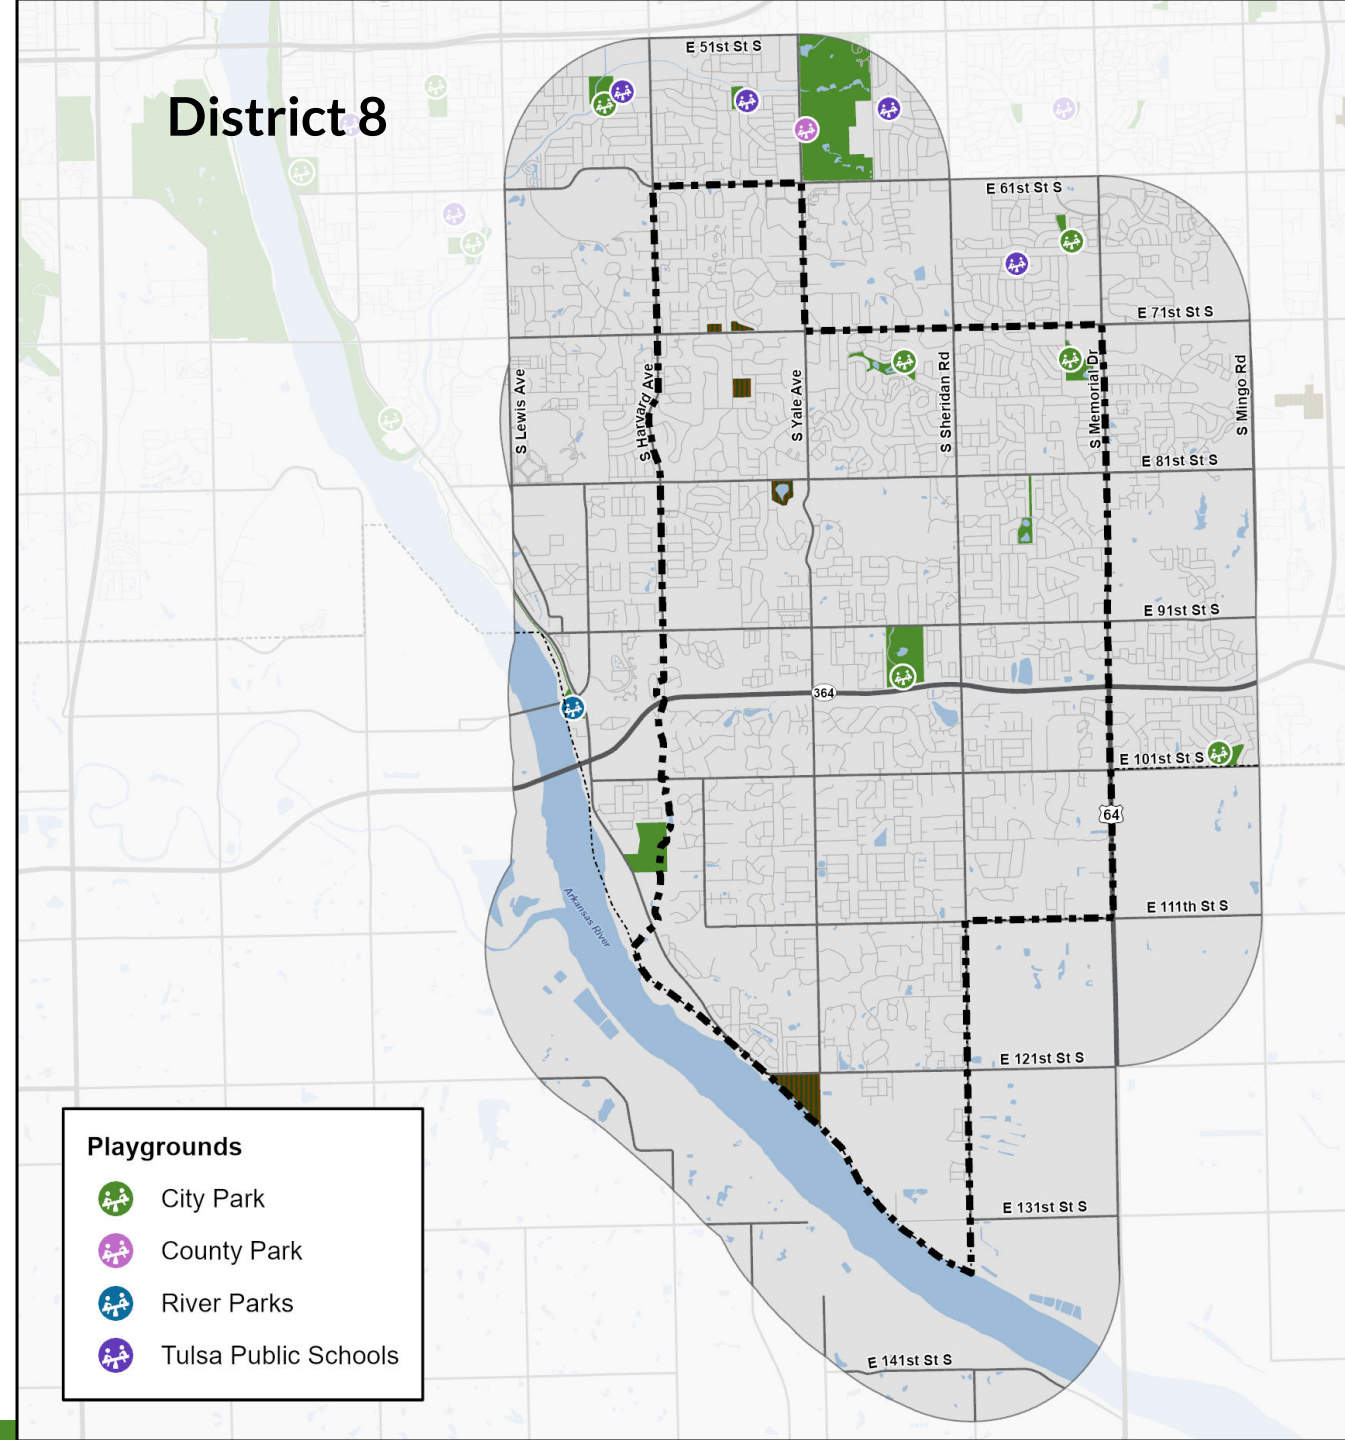 District 8
E 51st St S
E 61st St S
E 71st St S
S Lewis Ave
S Harvard Ave
S Yale Ave
S Sheridan Rd
S Memorial Dr
S Mingo Rd
E 81st St S
E 91st St S
364
E 101st St S
64
Arkansas River
E 111th St S
E 121st St S
E 131st St S
E 141st St S
Playgrounds
City Park
County Park
River Parks
Tulsa Public Schools